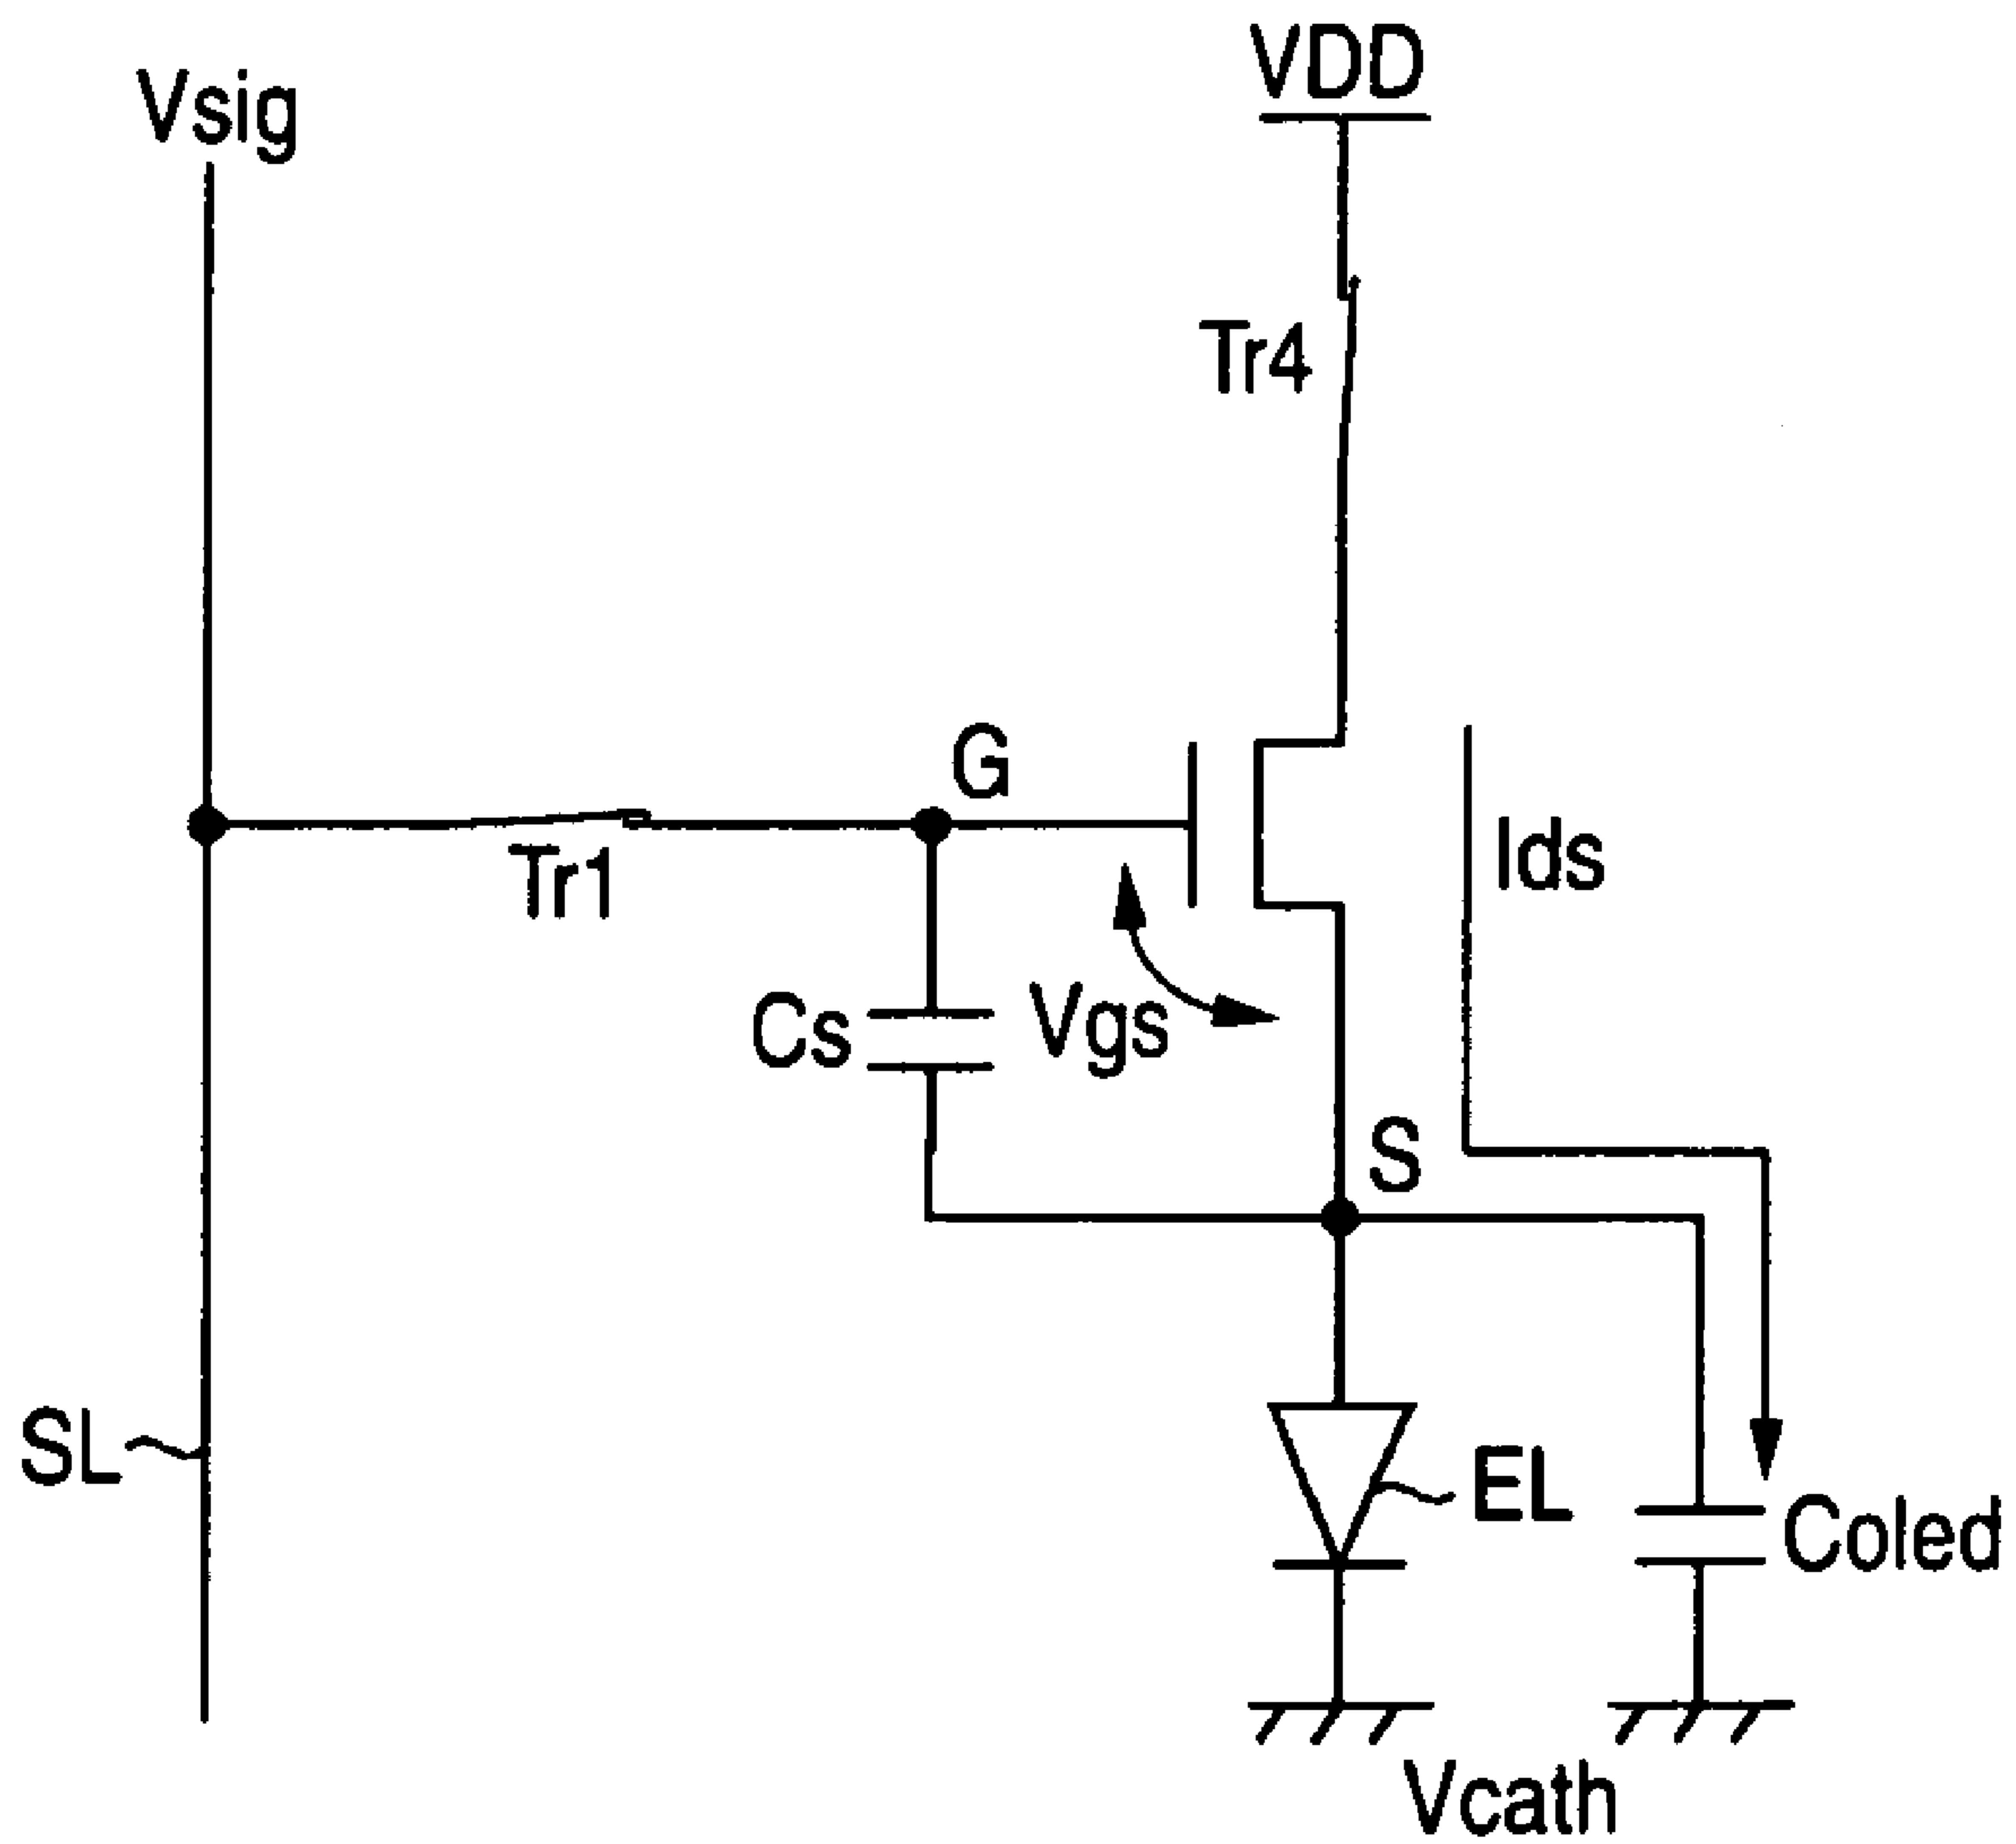 Vsig
VDD
Tr4
G
Tr1
Ids
Cs
Vgs
S
SL
EL
Coled
Vcath